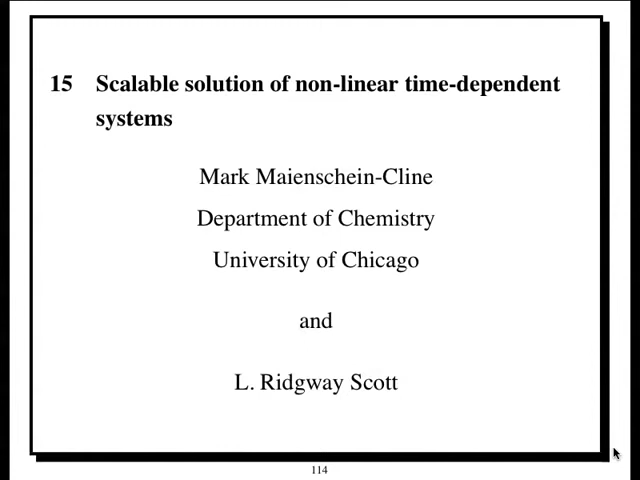 15 Scalable solution of non-linear time-dependent
systems
Mark Maienschein-Cline
Department of Chemistry
University of Chicago
and
L. Ridgway Scott
114